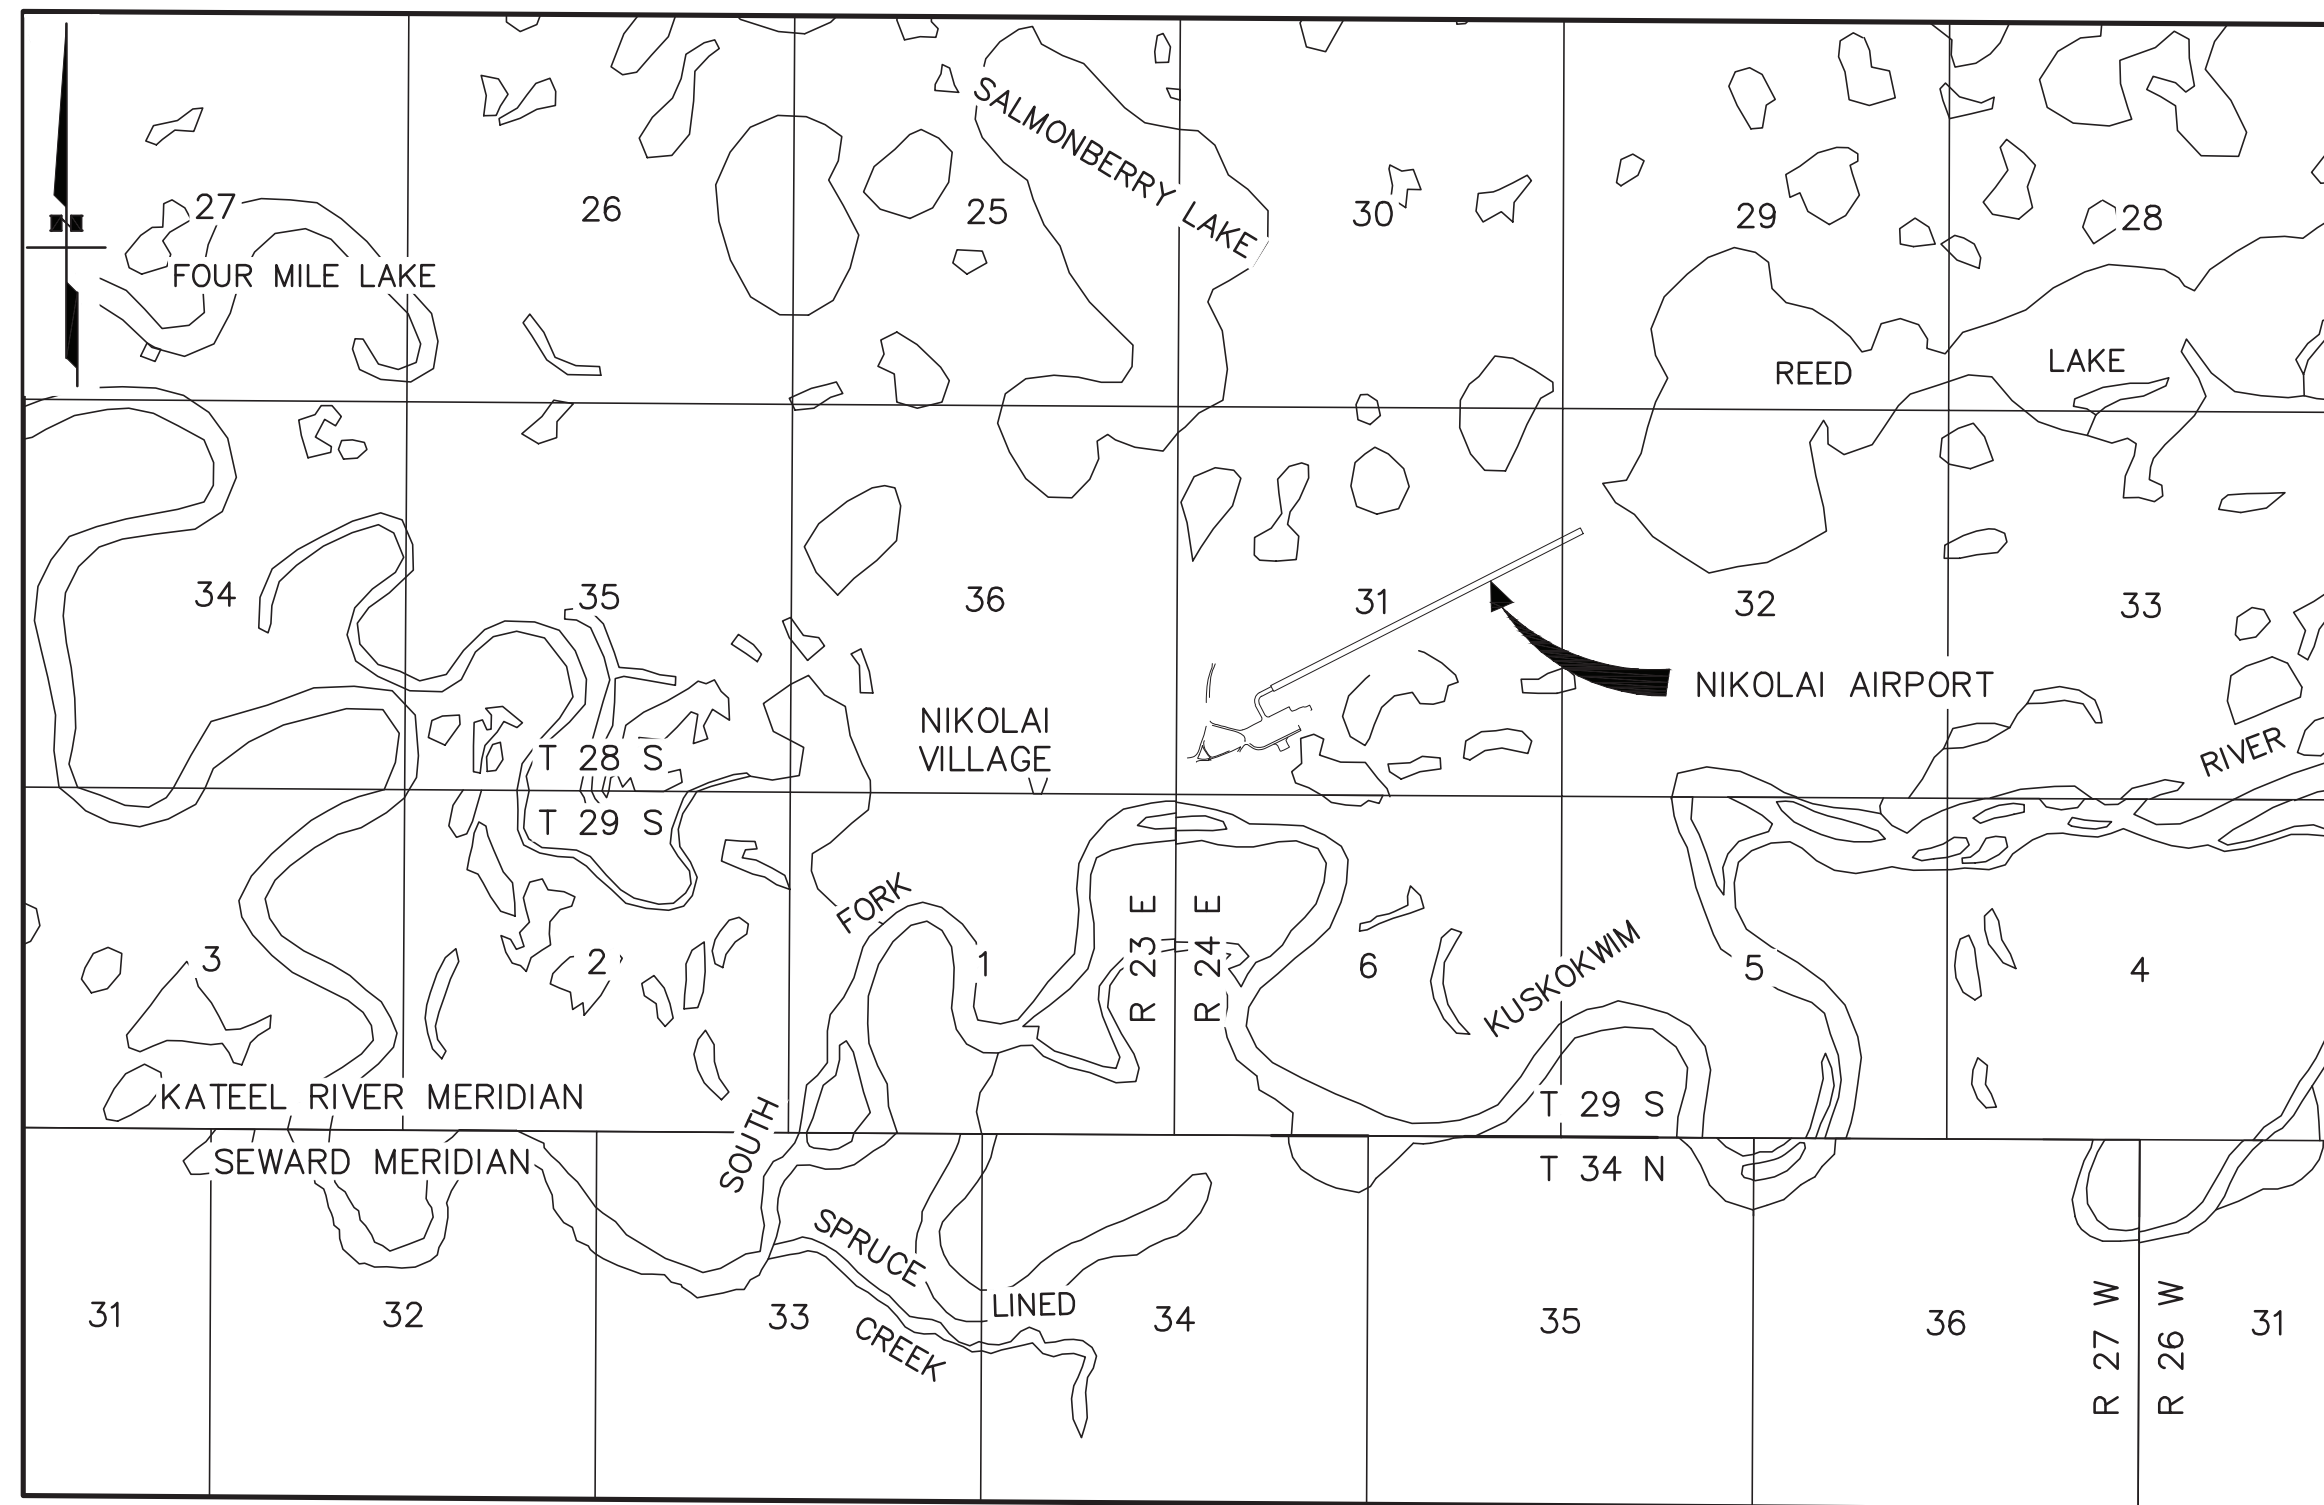 SALMONBERRY LAKE
27
26
25
30
29
28
N
FOUR MILE LAKE
REED LAKE
34
35
36
31
32
33
NIKOLAI AIRPORT
NIKOLAI
VILLAGE
RIVER
T 28 S
T 29 S
FORK
R 23 E
R 24 E
KUSKOKWIM
3
2
1
6
5
4
KATEEL RIVER MERIDIAN
T 29 S
SOUTH
SEWARD MERIDIAN
T 34 N
SPRUCE
LINED
CREEK
31
32
33
34
35
36
31
R 27 W
R 26 W